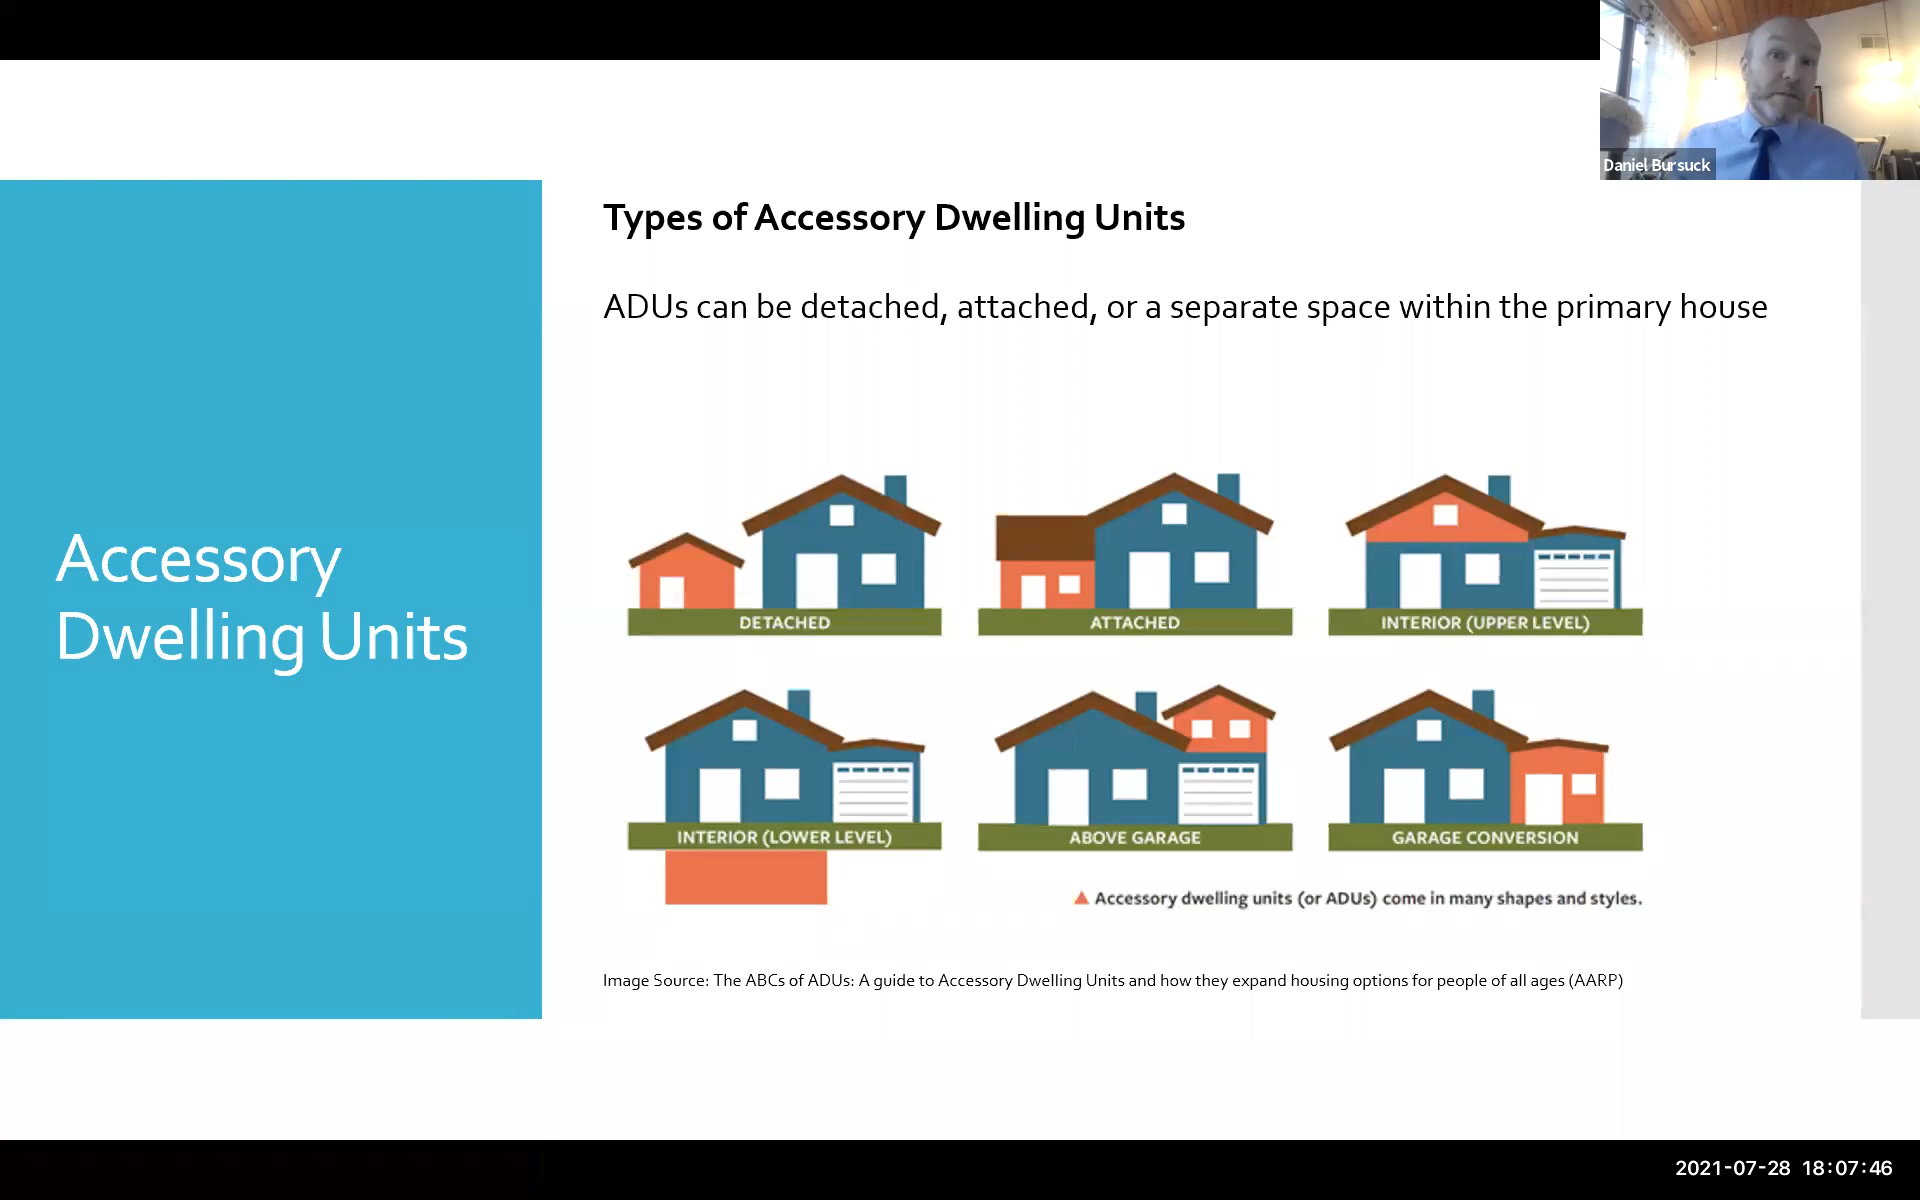 Daniel Bursuck
Types of Accessory Dwelling Units
ADUs can be detached, attached, or a separate space within the primary house
Accessory
Dwelling Units
DETACHED
ATTACHED
INTERIOR (UPPER LEVEL)
INTERIOR (LOWER LEVEL)
ABOVE GARAGE
GARAGE CONVERSION
Accessory dwelling units (or ADUs) come in many shapes and styles.
Image Source: The ABCs of ADUs: A guide to Accessory Dwelling Units and how they expand housing options for people of all ages (AARP)
2021-07-28 18:07:46